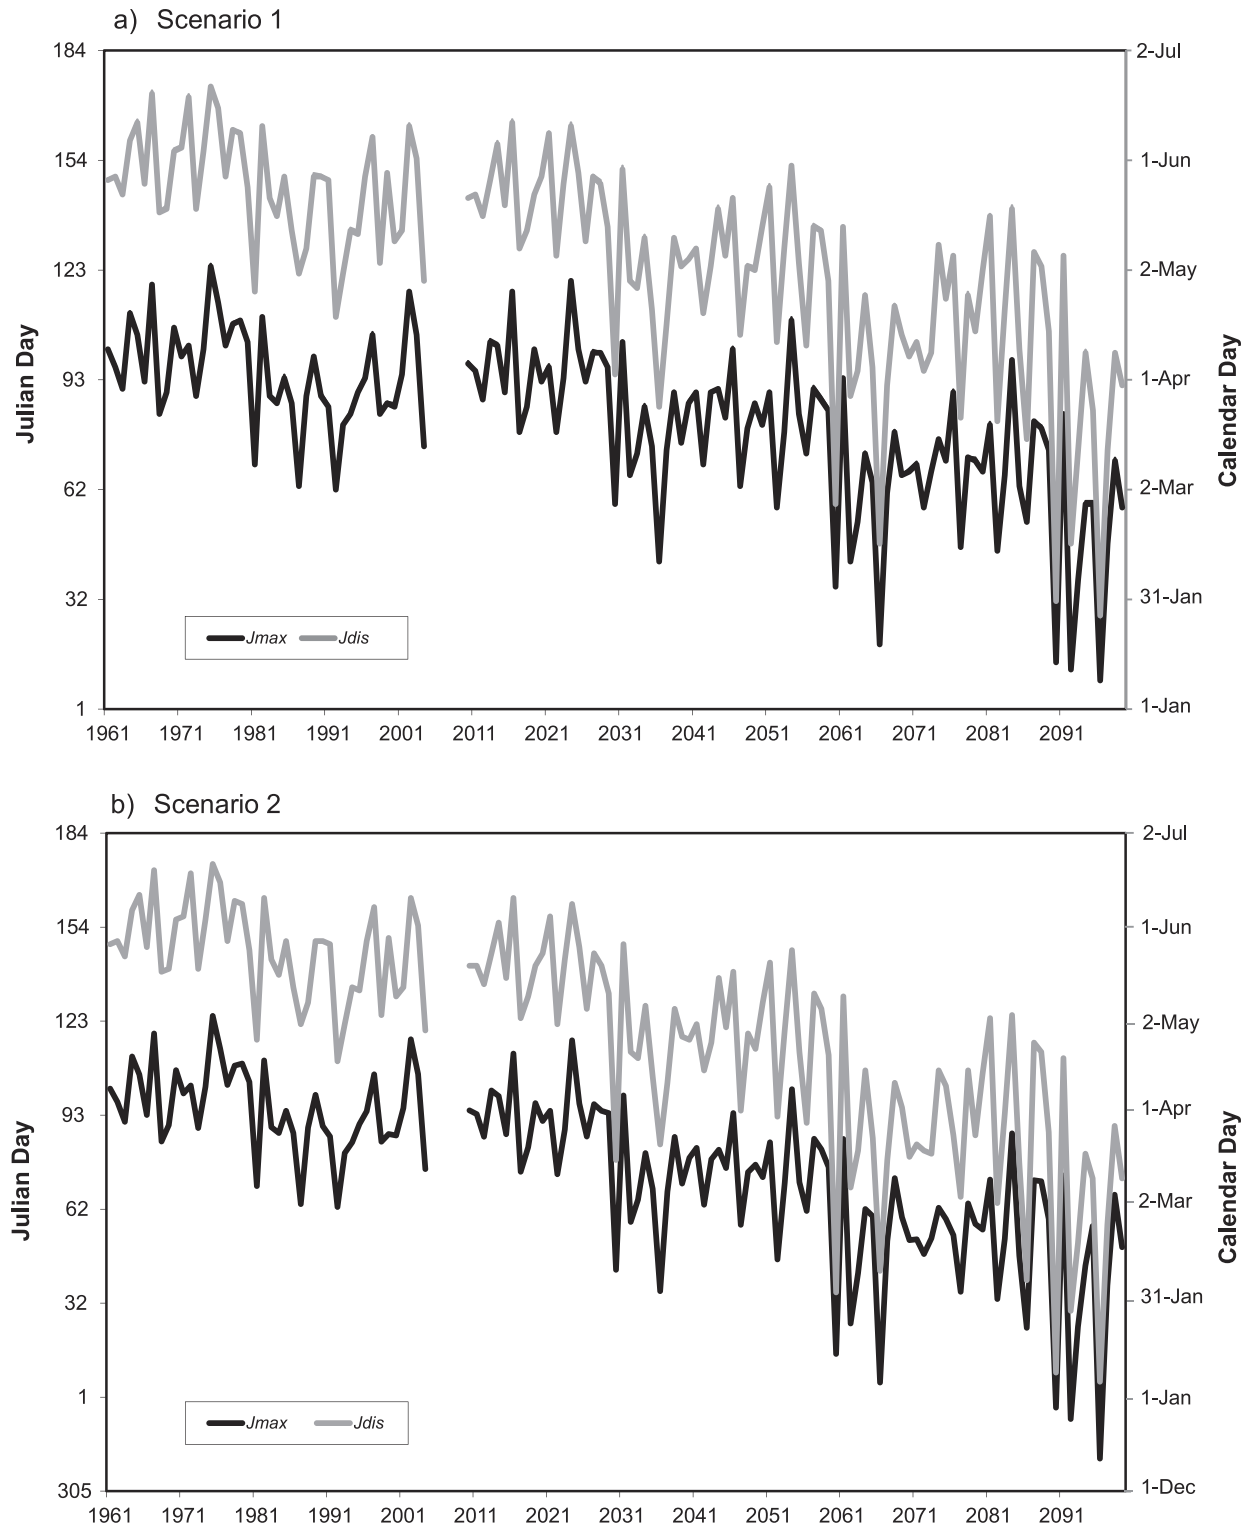 a) Scenario 1
184
154
123
93
62
32
1
Julian Day
2-Jul
1-Jun
2-May
1-Apr
2-Mar
31-Jan
1-Jan
Calendar Day
Jmax Jdis
1961 1971 1981 1991 2001 2011 2021 2031 2041 2051 2061 2071 2081 2091
b) Scenario 2
184
154
123
93
62
32
1
305
Julian Day
2-Jul
1-Jun
2-May
1-Apr
2-Mar
31-Jan
1-Jan
1-Dec
Calendar Day
Jmax Jdis
1961 1971 1981 1991 2001 2011 2021 2031 2041 2051 2061 2071 2081 2091